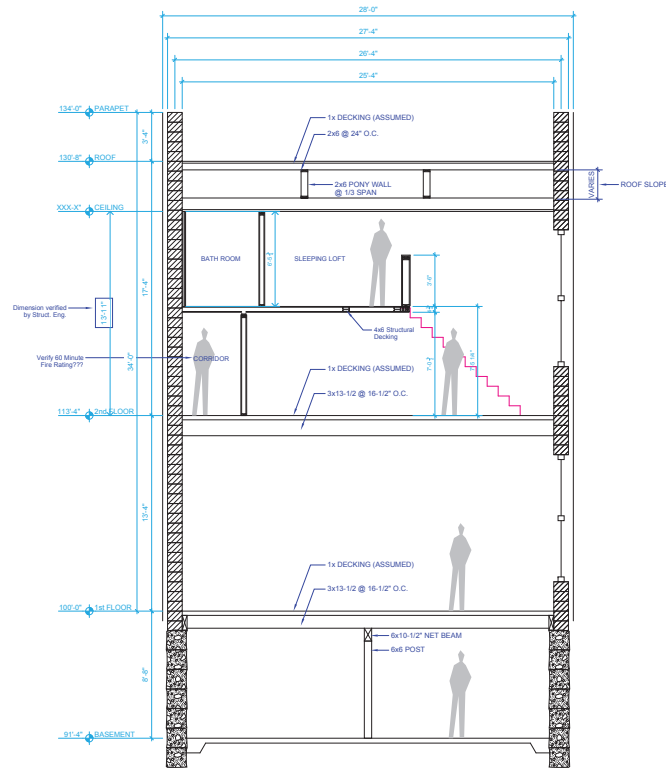 28'-0"
27'-4"
26'-4"
25'-4"
134'-0" PARAPET
3'-4"
1x DECKING (ASSUMED)
2x6 @ 24" O.C.
130'-8" ROOF
2x6 PONY WALL
@ 1/3 SPAN
VARIES
ROOF SLOPE
XXX-X" CEILING
BATH ROOM
SLEEPING LOFT
3'-6"
17'-4"
Dimension verified
by Struct. Eng.
13'-11"
4x6 Structural
Decking
34'-0"
Verify 60 Minute
Fire Rating???
CORRIDOR
1x DECKING (ASSUMED)
3x13-1/2 @ 16-1/2" O.C.
113'-4" 2nd FLOOR
13'-4"
1x DECKING (ASSUMED)
3x13-1/2 @ 16-1/2" O.C.
100'-0" 1st FLOOR
6x10-1/2" NET BEAM
6x6 POST
8'-8"
91'-4" BASEMENT